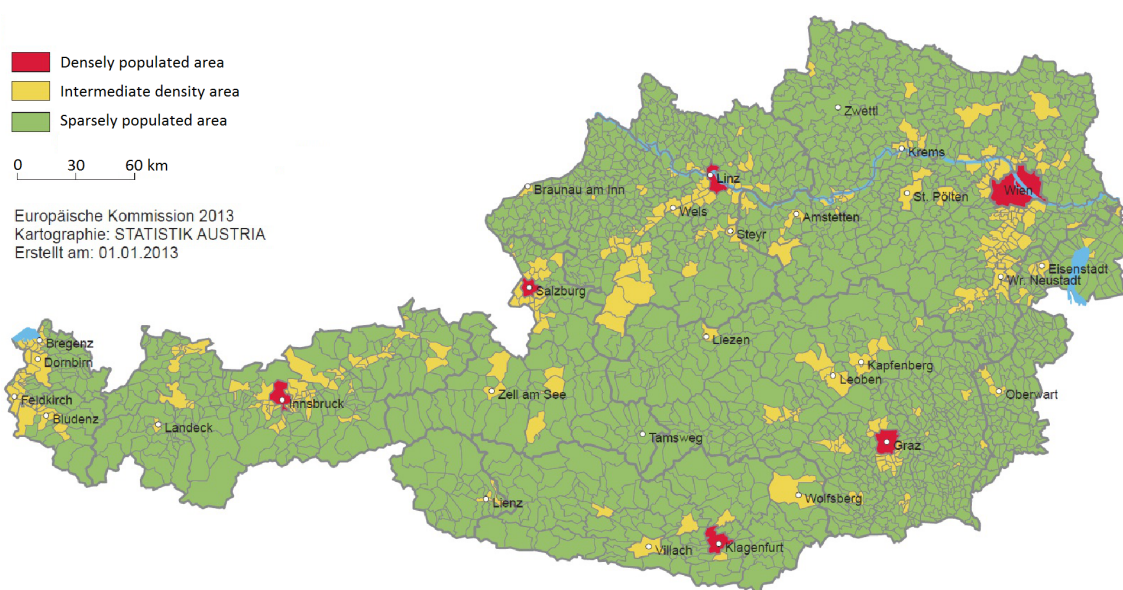 Densely populated area
Intermediate density area
Sparsely populated area
0 30 60 km
Europäische Kommission 2013
Kartographie: STATISTIK AUSTRIA
Erstellt am: 01.01.2013
Zwettl
Krems
Linz
Wien
Braunau am Inn
St. Pölten
Wels
Amstetten
Steyr
Eisenstadt
Wr. Neustadt
Salzburg
Bregenz
Liezen
Dornbirn
Kapfenberg
Leoben
Zell am See
Oberwart
Feldkirch
Innsbruck
Bludenz
Landeck
Tamsweg
Graz
Wolfsberg
Lienz
Villach
Klagenfurt